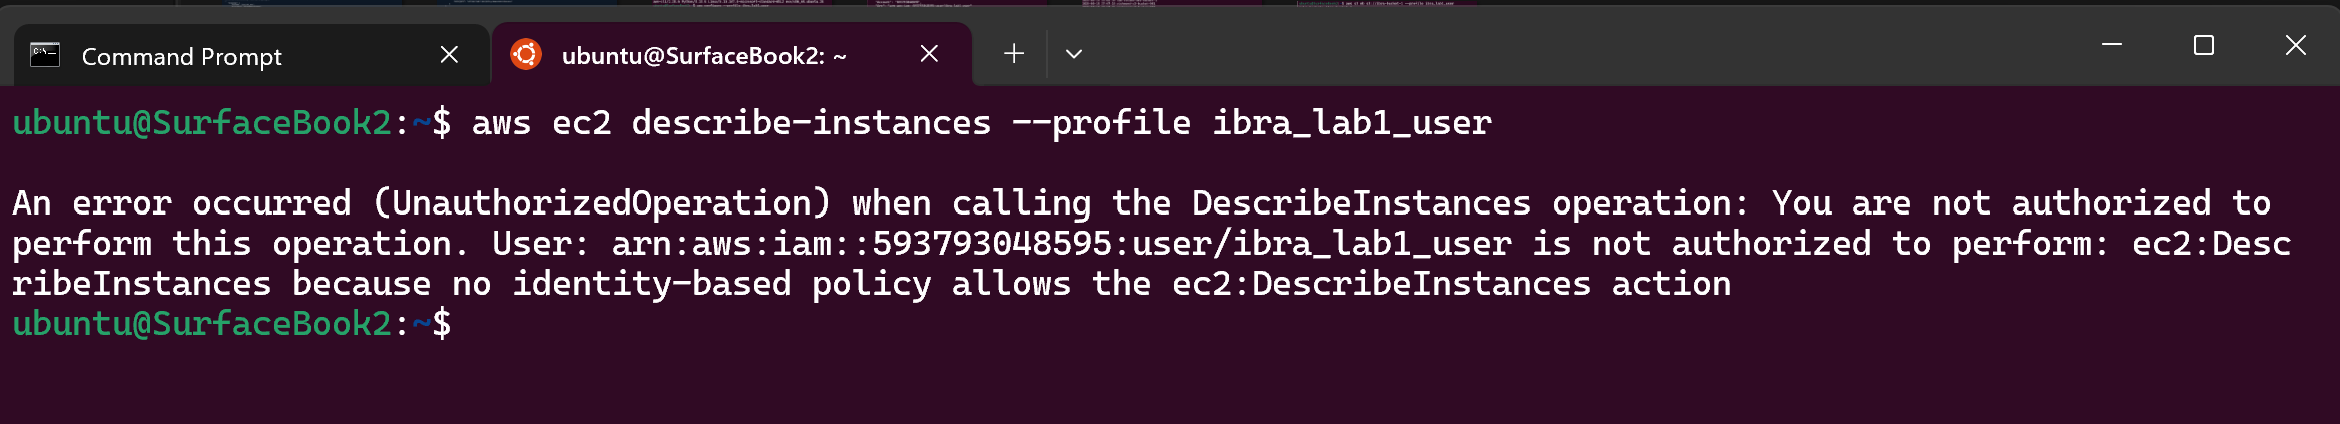 Command Prompt
ubuntu@SurfaceBook2: ~
ubuntu@SurfaceBook2:~$ aws ec2 describe-instances --profile ibra_lab1_user
An error occurred (UnauthorizedOperation) when calling the DescribeInstances operation: You are not authorized to
perform this operation. User: arn:aws:iam::593793048595:user/ibra_lab1_user is not authorized to perform: ec2:Desc
ribeInstances because no identity-based policy allows the ec2:DescribeInstances action
ubuntu@SurfaceBook2:~$